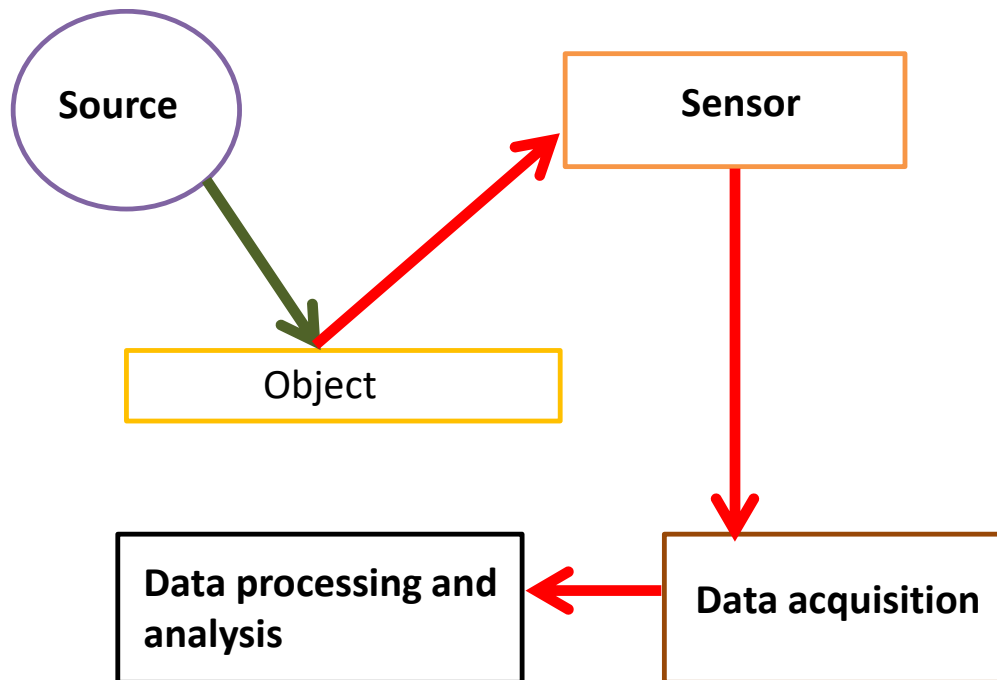 Source
Sensor
Object
Data processing and
analysis
Data acquisition